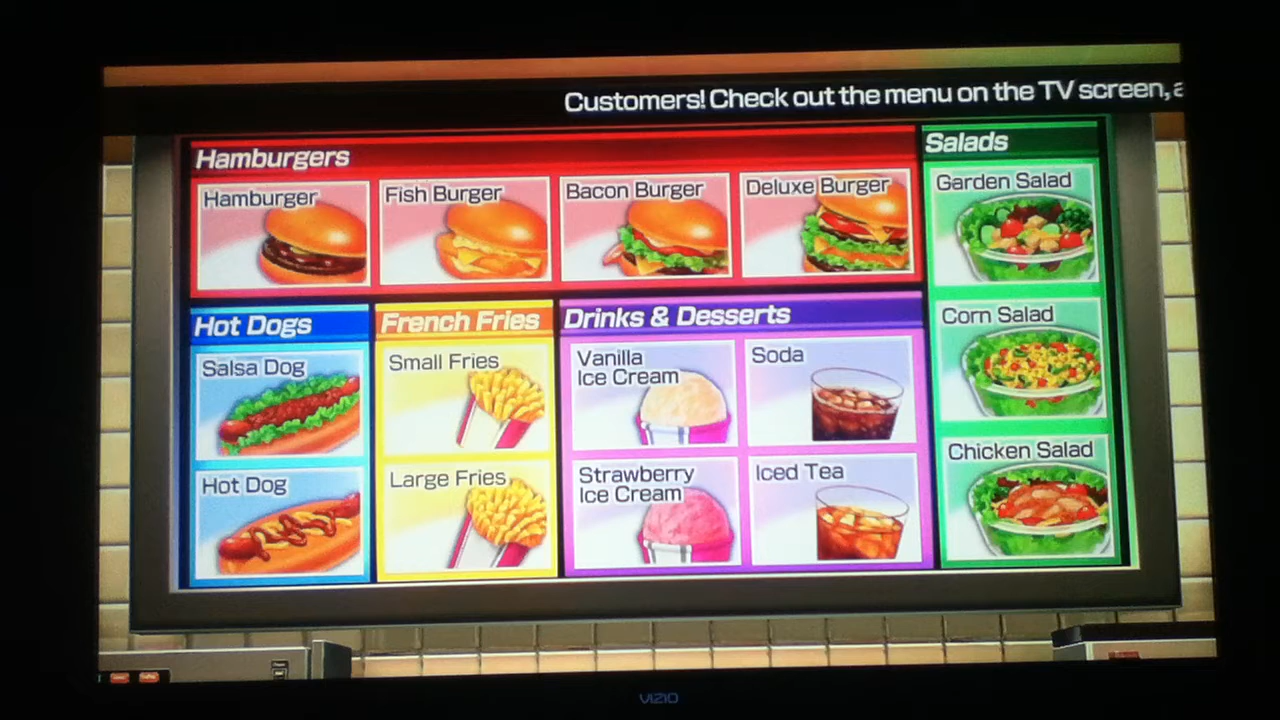 Customers! Check out the menu on the TV screen,
Hamburgers
Hamburger
Fish Burger
Bacon Burger
Deluxe Burger
Salads
Garden Salad
Corn Salad
Chicken Salad
Hot Dogs
Salsa Dog
Hot Dog
French Fries
Small Fries
Large Fries
Drinks & Desserts
Vanilla
Ice Cream
Soda
Strawberry
Ice Cream
Iced Tea
VIZIO